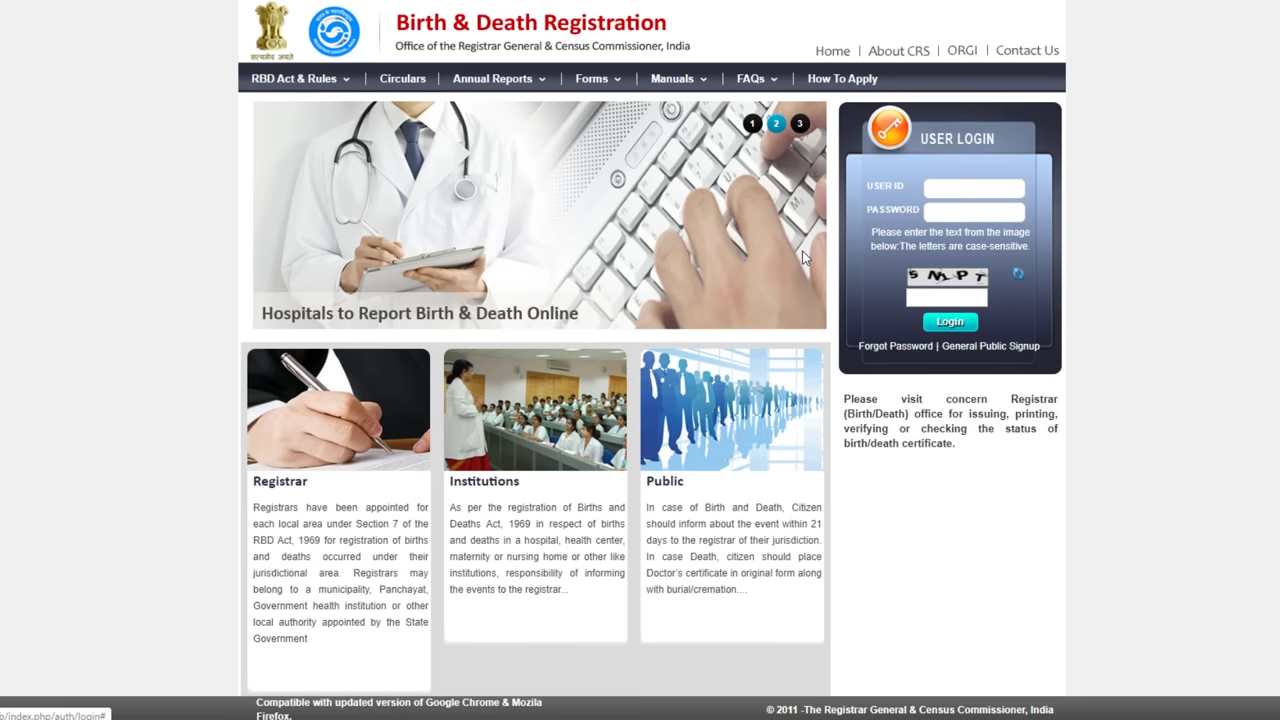 Birth & Death Registration
Office of the Registrar General & Census Commissioner, India
सत्यमेव जयते
Home | About CRS | ORGI | Contact Us
RBD Act & Rules | Circulars | Annual Reports | Forms | Manuals | FAQs | How To Apply
1 2 3
Hospitals to Report Birth & Death Online
USER LOGIN
USER ID
PASSWORD
Please enter the text from the image
below:The letters are case-sensitive.
Login
Forgot Password | General Public Signup
Please visit concern Registrar
(Birth/Death) office for issuing, printing,
verifying or checking the status of
birth/death certificate.
Registrar
Registrars have been appointed for
each local area under Section 7 of the
RBD Act, 1969 for registration of births
and deaths occurred under their
jurisdictional area. Registrars may
belong to a municipality, Panchayat,
Government health institution or other
local authority appointed by the State
Government
Institutions
As per the registration of Births and
Deaths Act, 1969 in respect of births
and deaths in a hospital, health center,
maternity or nursing home or other like
institutions, responsibility of informing
the events to the registrar...
Public
In case of Birth and Death, Citizen
should inform about the event within 21
days to the registrar of their jurisdiction.
In case Death, citizen should place
Doctor's certificate in original form along
with burial/cremation....
Compatible with updated version of Google Chrome & Mozila
Firefox.
© 2011 -The Registrar General & Census Commissioner, India
b/index.php/auth/login#